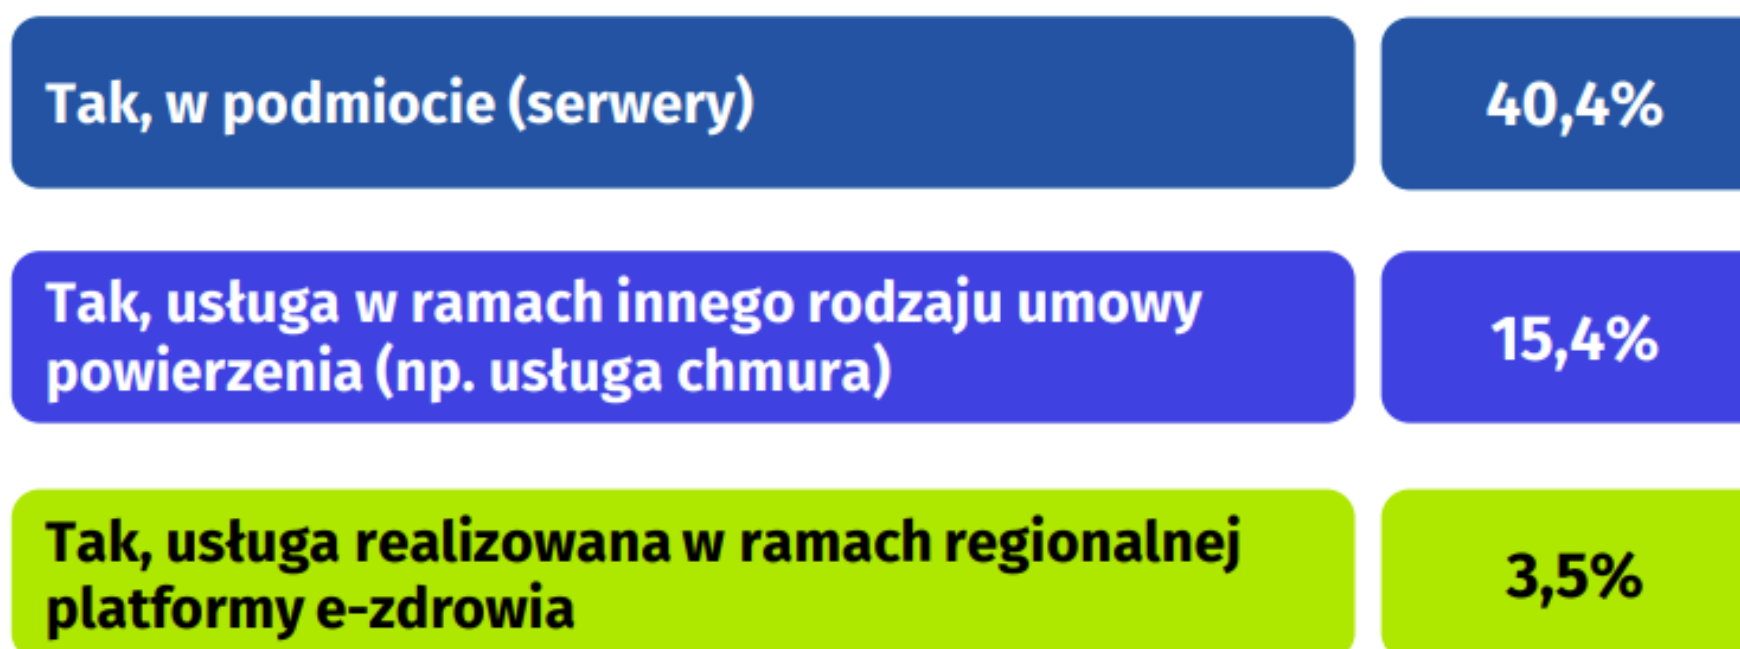 Tak, w podmiocie (serwery)
40,4%
Tak, usługa w ramach innego rodzaju umowy
powierzenia (np. usługa chmura)
15,4%
Tak, usługa realizowana w ramach regionalnej
platformy e-zdrowia
3,5%